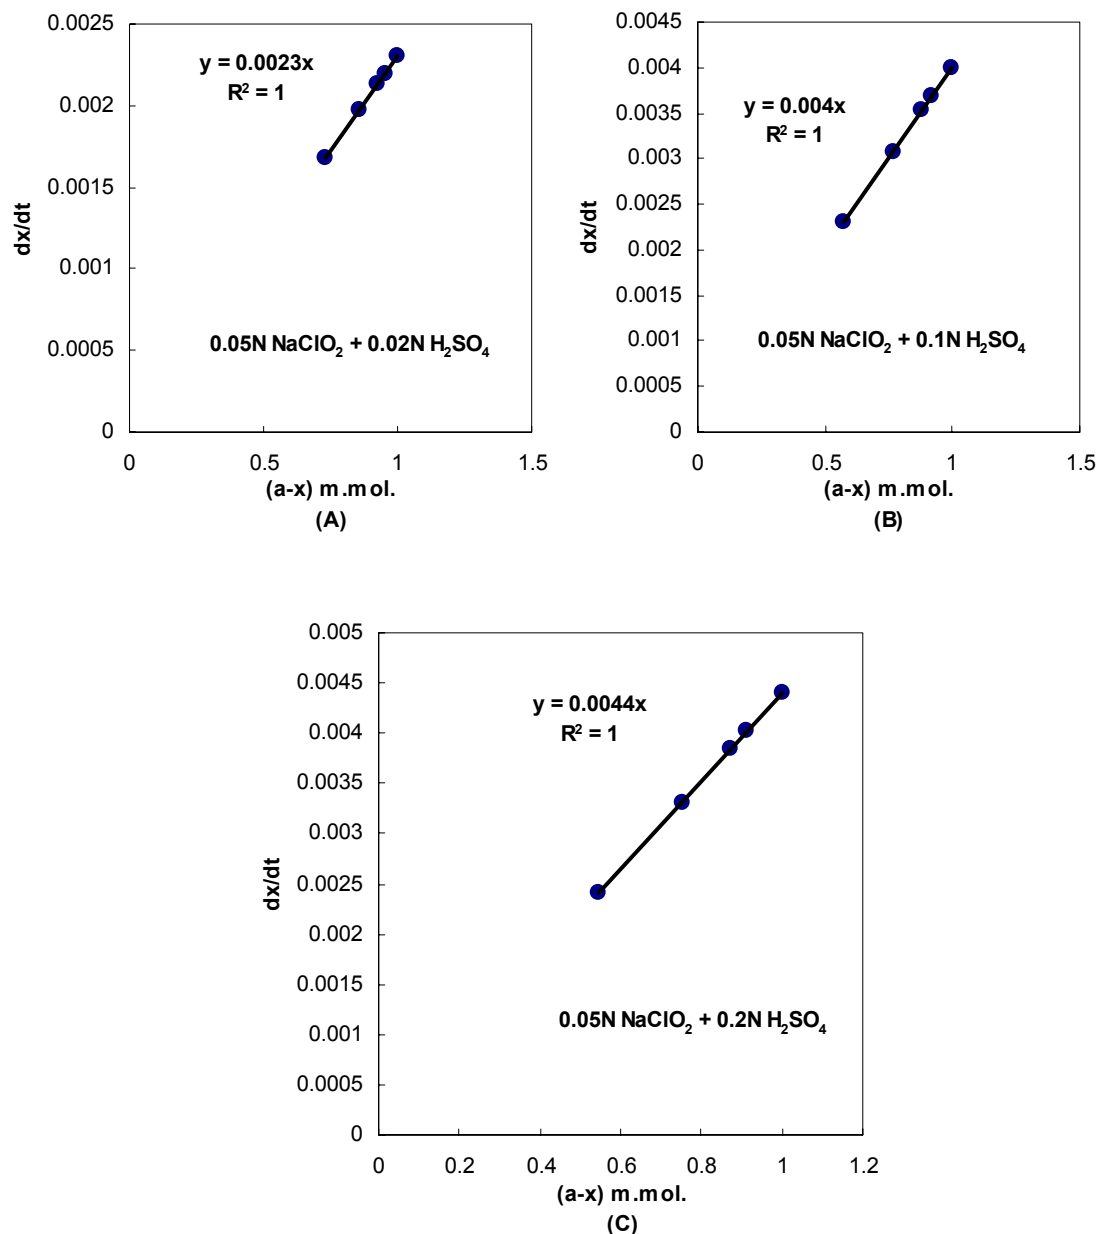 0.0025
0.002
0.0015
0.001
0.0005
0
dx/dt
y = 0.0023x
R² = 1
0.05N NaClO₂ + 0.02N H₂SO₄
0 0.5 1 1.5
(a-x) m.mol.
(A)
0.0045
0.004
0.0035
0.003
0.0025
0.002
0.0015
0.001
0.0005
0
dx/dt
y = 0.004x
R² = 1
0.05N NaClO₂ + 0.1N H₂SO₄
0 0.5 1 1.5
(a-x) m.mol.
(B)
0.005
0.0045
0.004
0.0035
0.003
0.0025
0.002
0.0015
0.001
0.0005
0
dx/dt
y = 0.0044x
R² = 1
0.05N NaClO₂ + 0.2N H₂SO₄
0 0.2 0.4 0.6 0.8 1 1.2
(a-x) m.mol.
(C)